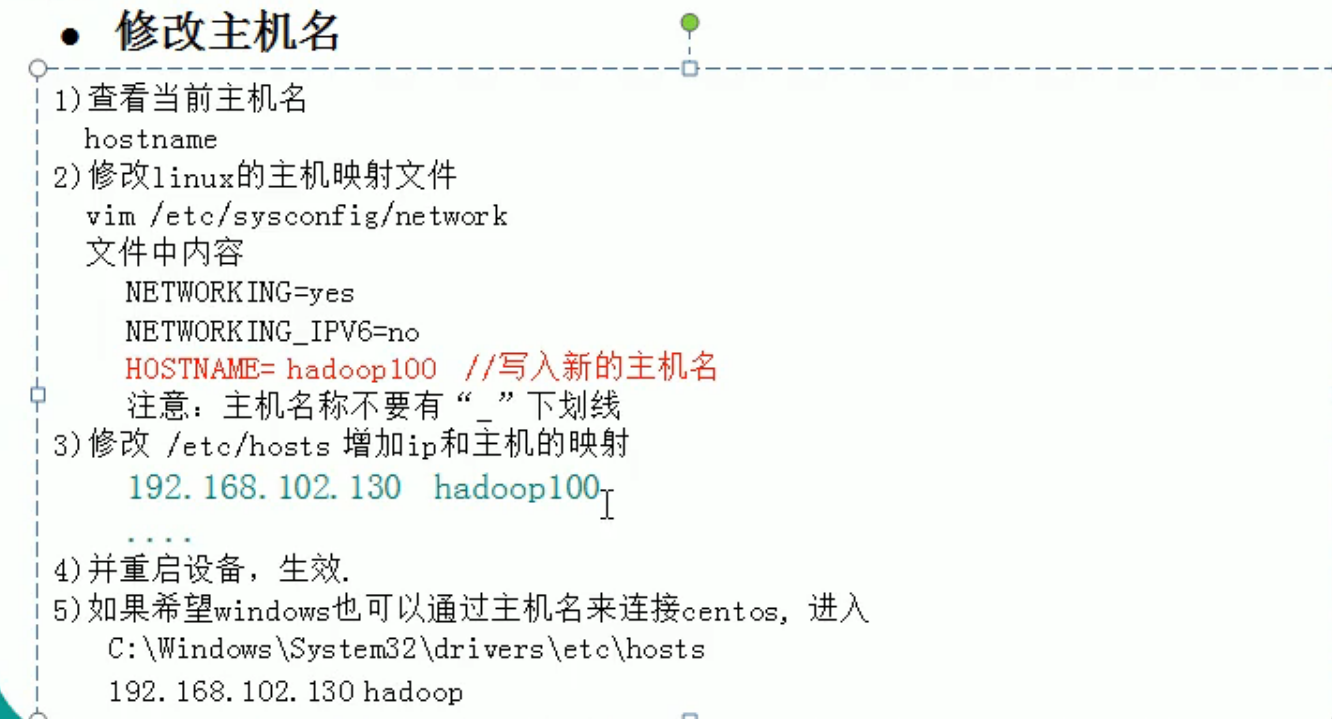 • 修改主机名
1)查看当前主机名
hostname
2)修改linux的主机映射文件
vim /etc/sysconfig/network
文件中内容
NETWORKING=yes
NETWORKING_IPV6=no
HOSTNAME= hadoop100 //写入新的主机名
注意：主机名称不要有“_”下划线
3)修改 /etc/hosts 增加ip和主机的映射
192.168.102.130 hadoop100
....
4)并重启设备，生效.
5)如果希望windows也可以通过主机名来连接centos, 进入
C:\Windows\System32\drivers\etc\hosts
192.168.102.130 hadoop